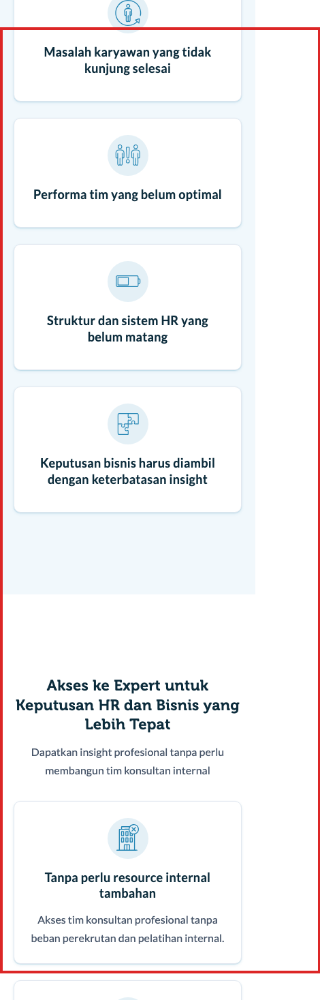 Masalah karyawan yang tidak
kunjung selesai
Performa tim yang belum optimal
Struktur dan sistem HR yang
belum matang
Keputusan bisnis harus diambil
dengan keterbatasan insight
Akses ke Expert untuk
Keputusan HR dan Bisnis yang
Lebih Tepat
Dapatkan insight profesional tanpa perlu
membangun tim konsultan internal
Tanpa perlu resource internal
tambahan
Akses tim konsultan profesional tanpa
beban perekrutan dan pelatihan internal.